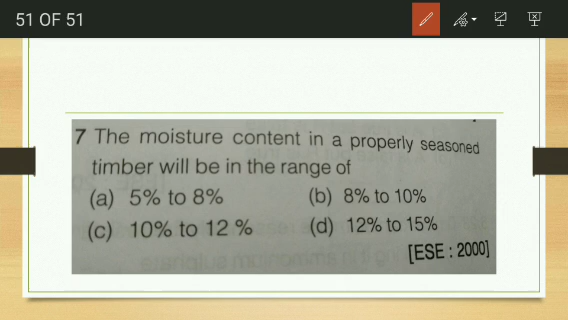 51 OF 51
7 The moisture content in a properly seasoned
timber will be in the range of
(a) 5% to 8% (b) 8% to 10%
(c) 10% to 12 % (d) 12% to 15%
[ESE : 2000]